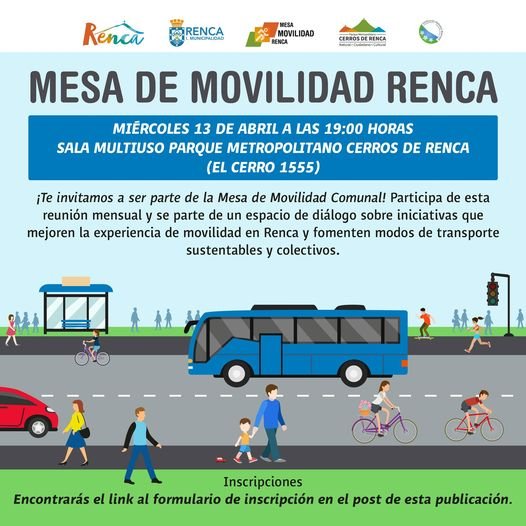 Renca
RENCA
I. MUNICIPALIDAD
MESA
MOVILIDAD
RENCA
CERROS DE RENCA
Natural • Ciudadano • Cultural
MESA DE MOVILIDAD RENCA
MIÉRCOLES 13 DE ABRIL A LAS 19:00 HORAS
SALA MULTIUSO PARQUE METROPOLITANO CERROS DE RENCA
(EL CERRO 1555)
¡Te invitamos a ser parte de la Mesa de Movilidad Comunal! Participa de esta
reunión mensual y se parte de un espacio de diálogo sobre iniciativas que
mejoren la experiencia de movilidad en Renca y fomenten modos de transporte
sustentables y colectivos.
Inscripciones
Encontrarás el link al formulario de inscripción en el post de esta publicación.